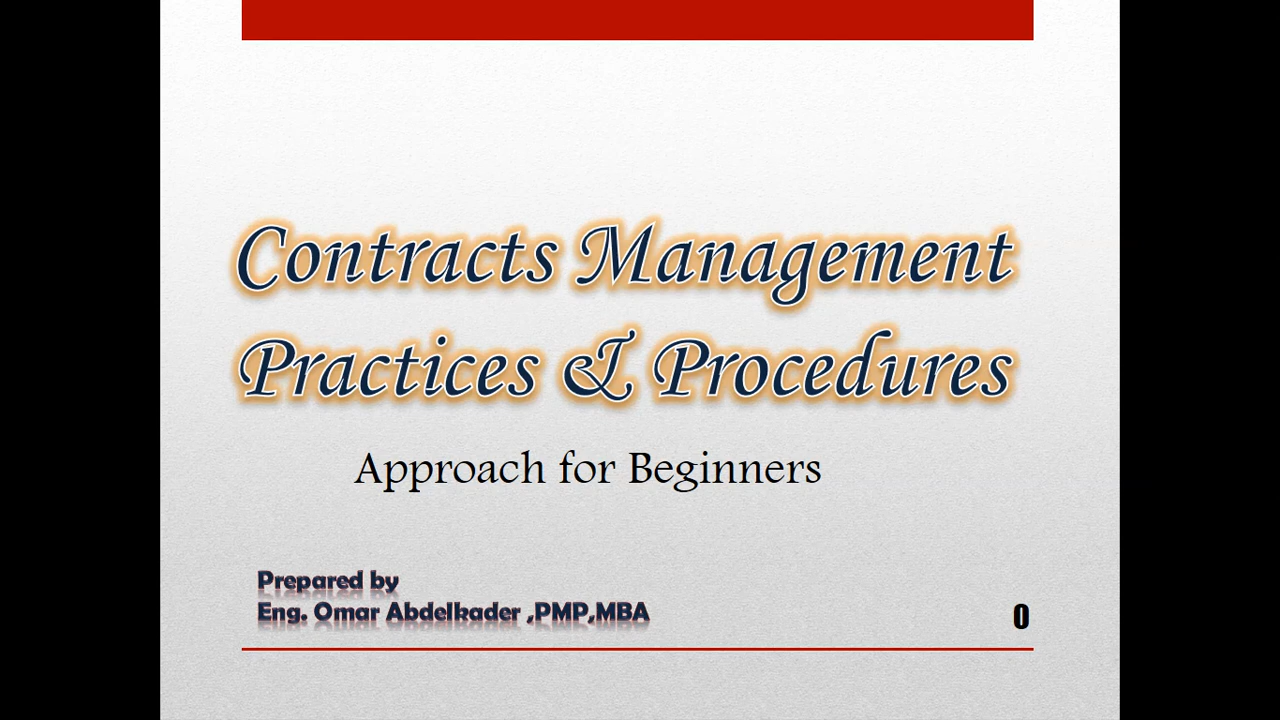 Contracts Management
Practices & Procedures
Approach for Beginners
Prepared by
Eng. Omar Abdelkader ,PMP,MBA
0